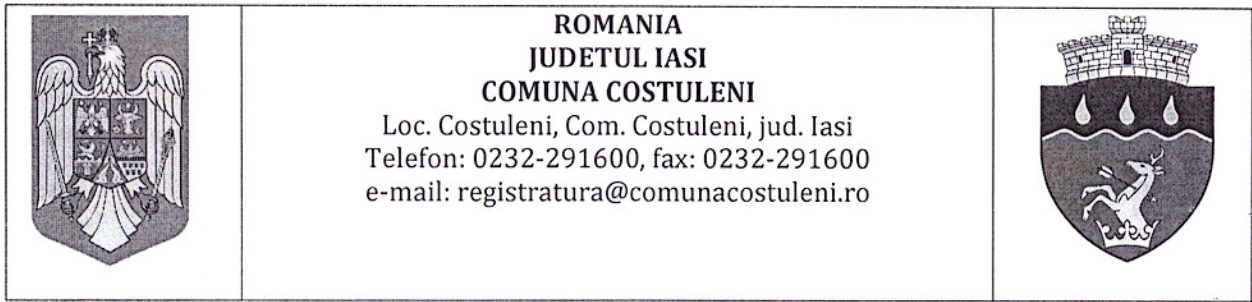 ROMANIA
JUDETUL IASI
COMUNA COSTULENI
Loc. Costuleni, Com. Costuleni, jud. Iasi
Telefon: 0232-291600, fax: 0232-291600
e-mail: registratura@comunacostuleni.ro